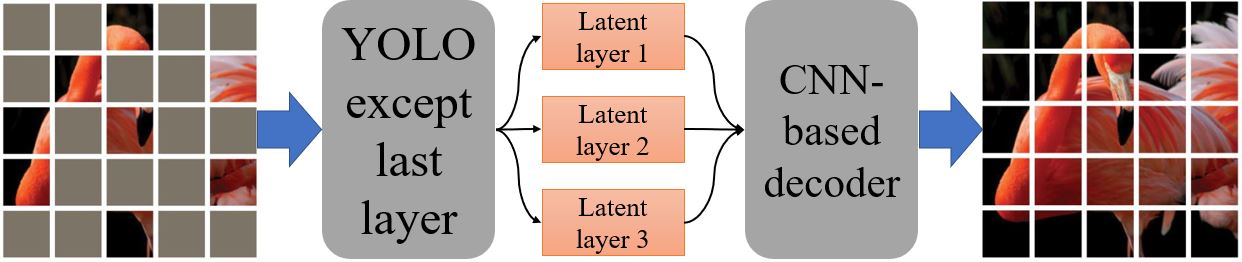 YOLO
except
last
layer
Latent
layer 1
Latent
layer 2
Latent
layer 3
CNN-
based
decoder